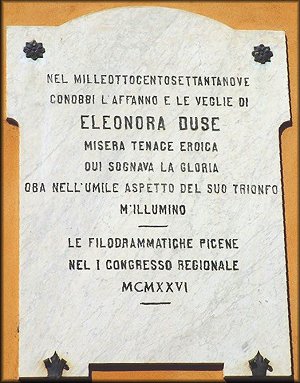 NEL MILLEOTTOCENTOSETTANTANOVE
CONOBBI L'AFFANNO E LE VEGLIE DI
ELEONORA DUSE
MISERA TENACE EROICA
QUI SOGNAVA LA GLORIA
ORA NELL'UMILE ASPETTO DEL SUO TRIONFO
M'ILLUMINO
LE FILODRAMMATICHE PICENE
NEL I CONGRESSO REGIONALE
MCMXXVI